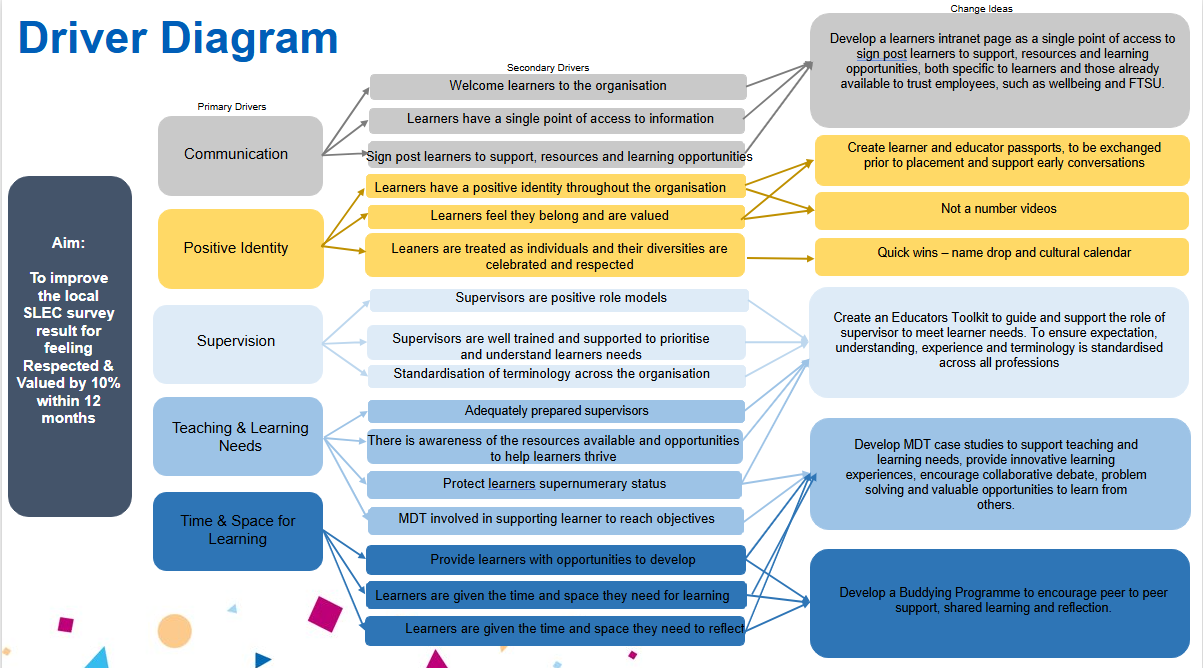 Driver Diagram
Primary Drivers
Secondary Drivers
Change Ideas
Aim:
To improve
the local
SLEC survey
result for
feeling
Respected &
Valued by 10%
within 12
months
Communication
Positive Identity
Supervision
Teaching & Learning
Needs
Time & Space for
Learning
Welcome learners to the organisation
Learners have a single point of access to information
Sign post learners to support, resources and learning opportunities
Learners have a positive identity throughout the organisation
Learners feel they belong and are valued
Leaners are treated as individuals and their diversities are
celebrated and respected
Supervisors are positive role models
Supervisors are well trained and supported to prioritise
and understand learners needs
Standardisation of terminology across the organisation
Adequately prepared supervisors
There is awareness of the resources available and opportunities
to help learners thrive
Protect learners supernumerary status
MDT involved in supporting learner to reach objectives
Provide learners with opportunities to develop
Learners are given the time and space they need for learning
Learners are given the time and space they need to reflect
Develop a learners intranet page as a single point of access to
sign post learners to support, resources and learning
opportunities, both specific to learners and those already
available to trust employees, such as wellbeing and FTSU.
Create learner and educator passports, to be exchanged
prior to placement and support early conversations
Not a number videos
Quick wins – name drop and cultural calendar
Create an Educators Toolkit to guide and support the role of
supervisor to meet learner needs. To ensure expectation,
understanding, experience and terminology is standardised
across all professions
Develop MDT case studies to support teaching and
learning needs, provide innovative learning
experiences, encourage collaborative debate, problem
solving and valuable opportunities to learn from
others.
Develop a Buddying Programme to encourage peer to peer
support, shared learning and reflection.